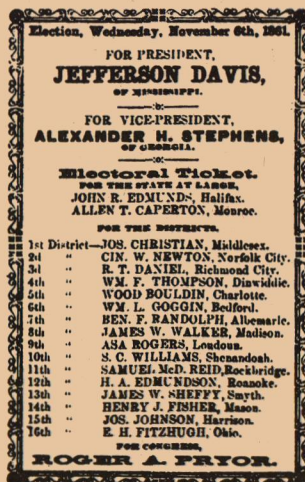 Election, Wednesday, November 6th, 1861.
FOR PRESIDENT,
JEFFERSON DAVIS,
OF MISSISSIPPI.
FOR VICE-PRESIDENT,
ALEXANDER H. STEPHENS,
OF GEORGIA.
Electoral Ticket.
FOR THE STATE AT LARGE,
JOHN R. EDMUNDS, Halifax.
ALLEN T. CAPERTON, Monroe.
FOR THE DISTRICTS.
1st District—JOS. CHRISTIAN, Middlesex.
2d " CIN. W. NEWTON, Norfolk City.
3d " R. T. DANIEL, Richmond City.
4th " WM. F. THOMPSON, Dinwiddie.
5th " WOOD BOULDIN, Charlotte.
6th " WM. L. GOGGIN, Bedford.
7th " BEN. F. RANDOLPH, Albemarle.
8th " JAMES W. WALKER, Madison.
9th " ASA ROGERS, Loudoun.
10th " S. C. WILLIAMS, Shenandoah.
11th " SAMUEL McD. REID, Rockbridge.
12th " H. A. EDMUNDSON, Roanoke.
13th " JAMES W. SHEFFY, Smyth.
14th " HENRY J. FISHER, Mason.
15th " JOS. JOHNSON, Harrison.
16th " E. H. FITZHUGH, Ohio.
FOR CONGRESS,
ROGER A. PRYOR.